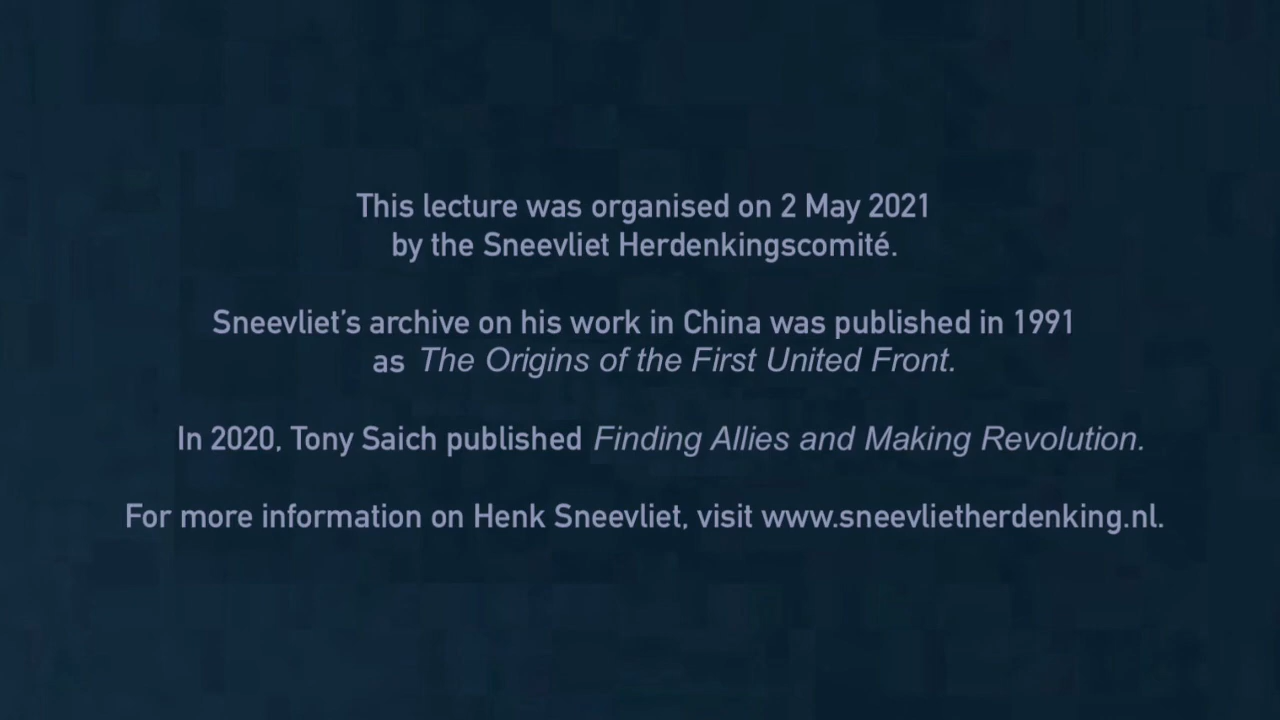 This lecture was organised on 2 May 2021
by the Sneevliet Herdenkingscomité.
Sneevliet’s archive on his work in China was published in 1991
as The Origins of the First United Front.
In 2020, Tony Saich published Finding Allies and Making Revolution.
For more information on Henk Sneevliet, visit www.sneevlietherdenking.nl.